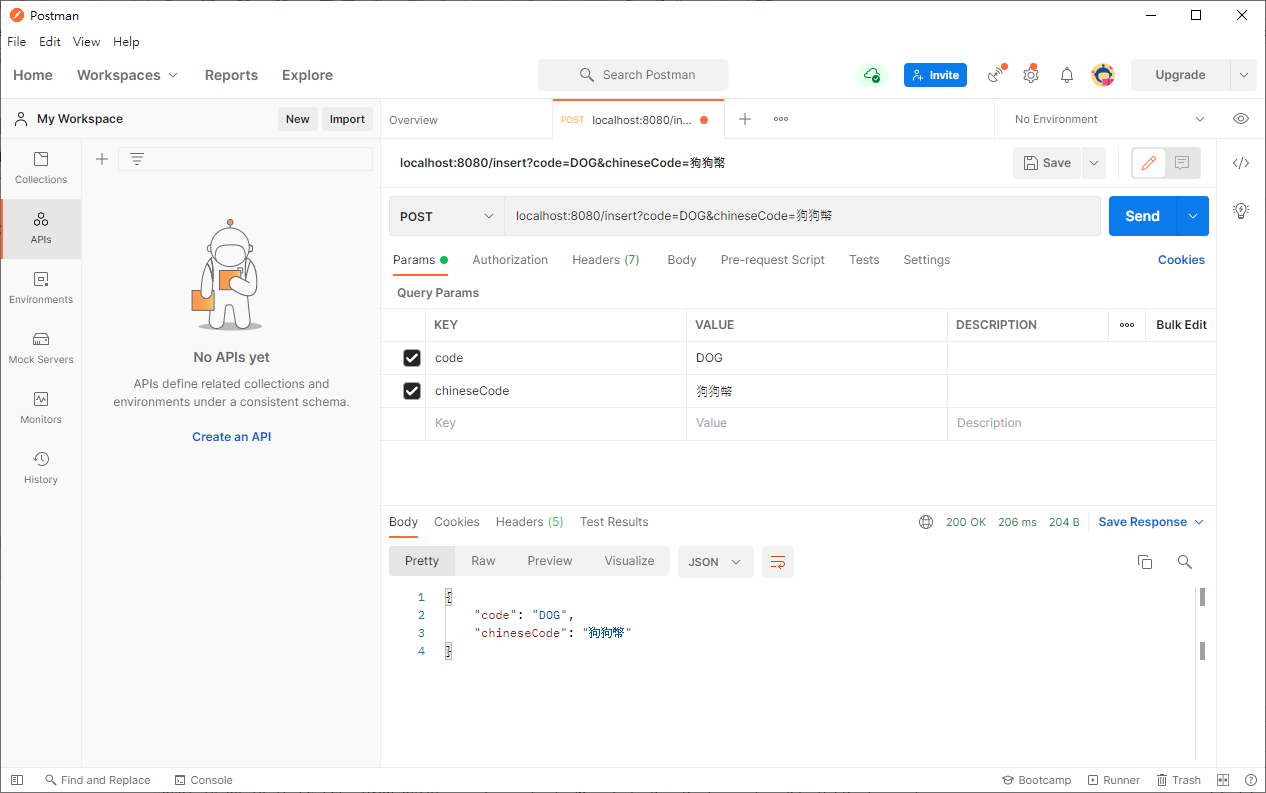 Postman
File Edit View Help
Home Workspaces Reports Explore Search Postman Invite Upgrade
My Workspace New Import Overview POST localhost:8080/in... No Environment
localhost:8080/insert?code=DOG&chineseCode=狗狗幣 Save
POST localhost:8080/insert?code=DOG&chineseCode=狗狗幣 Send
Params Authorization Headers (7) Body Pre-request Script Tests Settings Cookies
Query Params
KEY VALUE DESCRIPTION Bulk Edit
code DOG
chineseCode 狗狗幣
Key Value Description
Collections
APIs
Environments
Mock Servers
Monitors
History
No APIs yet
APIs define related collections and
environments under a consistent schema.
Create an API
Body Cookies Headers (5) Test Results 200 OK 206 ms 204 B Save Response
Pretty Raw Preview Visualize JSON
1 {
2 "code": "DOG",
3 "chineseCode": "狗狗幣"
4 }
Find and Replace Console Bootcamp Runner Trash